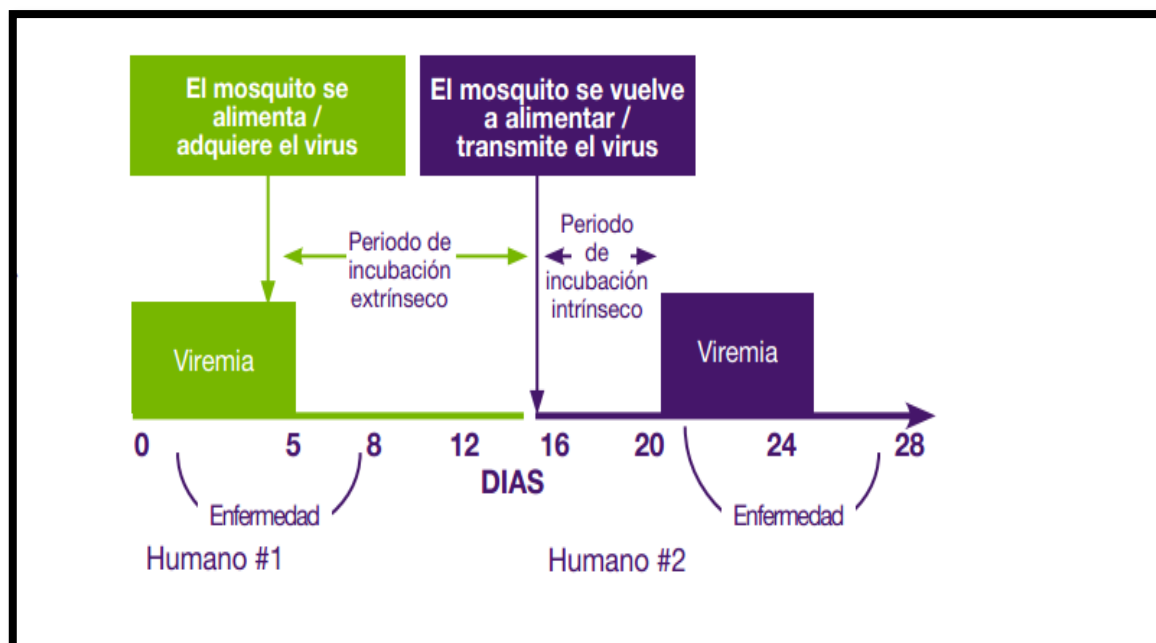 El mosquito se
alimenta /
adquiere el virus
El mosquito se vuelve
a alimentar /
transmite el virus
Periodo de
incubación
extrínseco
Periodo
de
incubación
intrínseco
Viremia
Viremia
0 5 8 12 16 20 24 28
DIAS
Enfermedad
Enfermedad
Humano #1
Humano #2